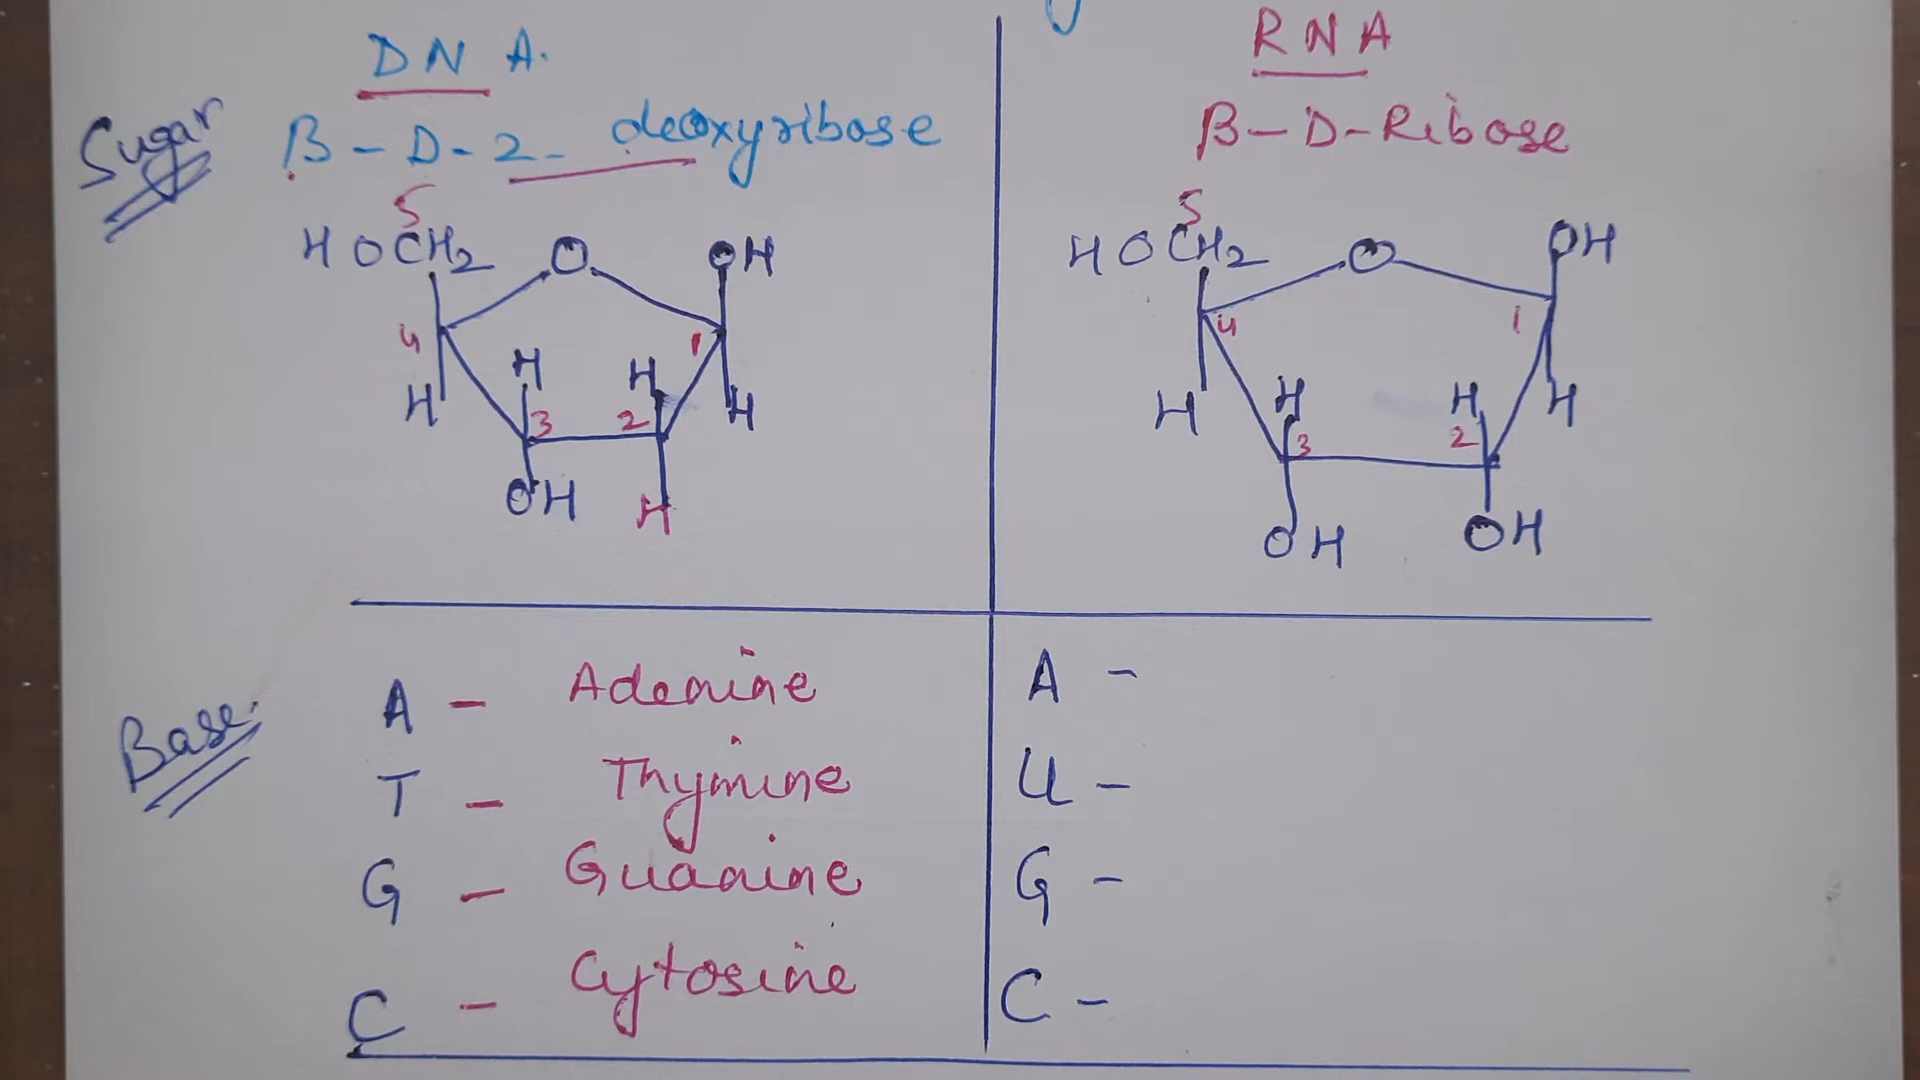 DNA.
RNA
Sugar
β-D-2-deoxyribose
β-D-Ribose
5
HOCH2 O OH
4 1
H H H H
3 2
OH H
5
HOCH2 O OH
4 1
H H H H
3 2
OH OH
Base.
A - Adenine
T - Thymine
G - Guanine
C - Cytosine
A -
U -
G -
C -